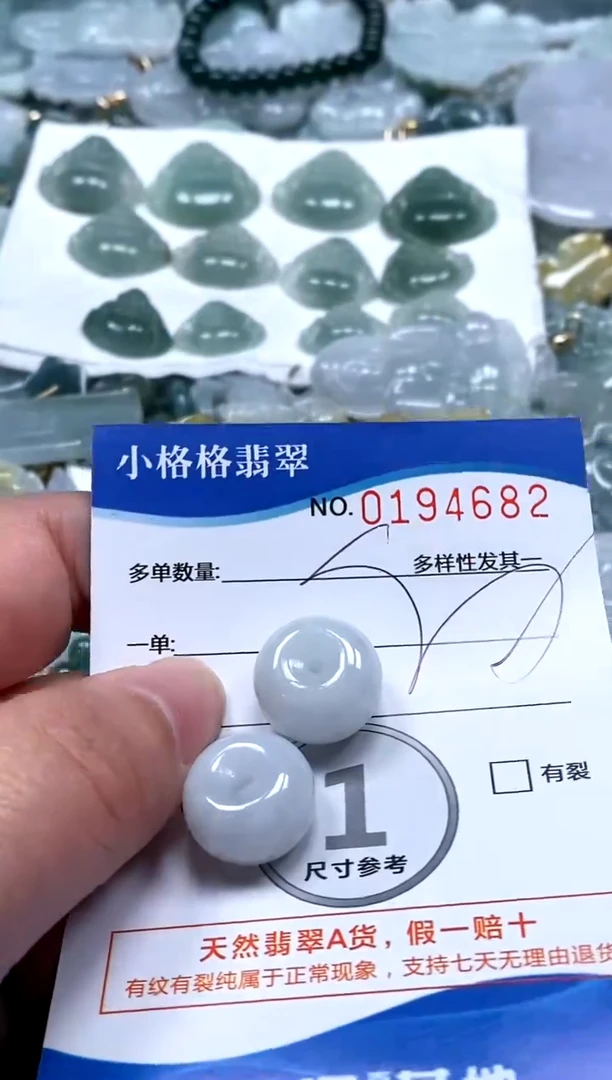 小格格翡翠
NO. 0194682
多单数量: 多样性发其一
一单:
有裂
1
尺寸参考
天然翡翠A货，假一赔十
有纹有裂纯属于正常现象，支持七天无理由退货